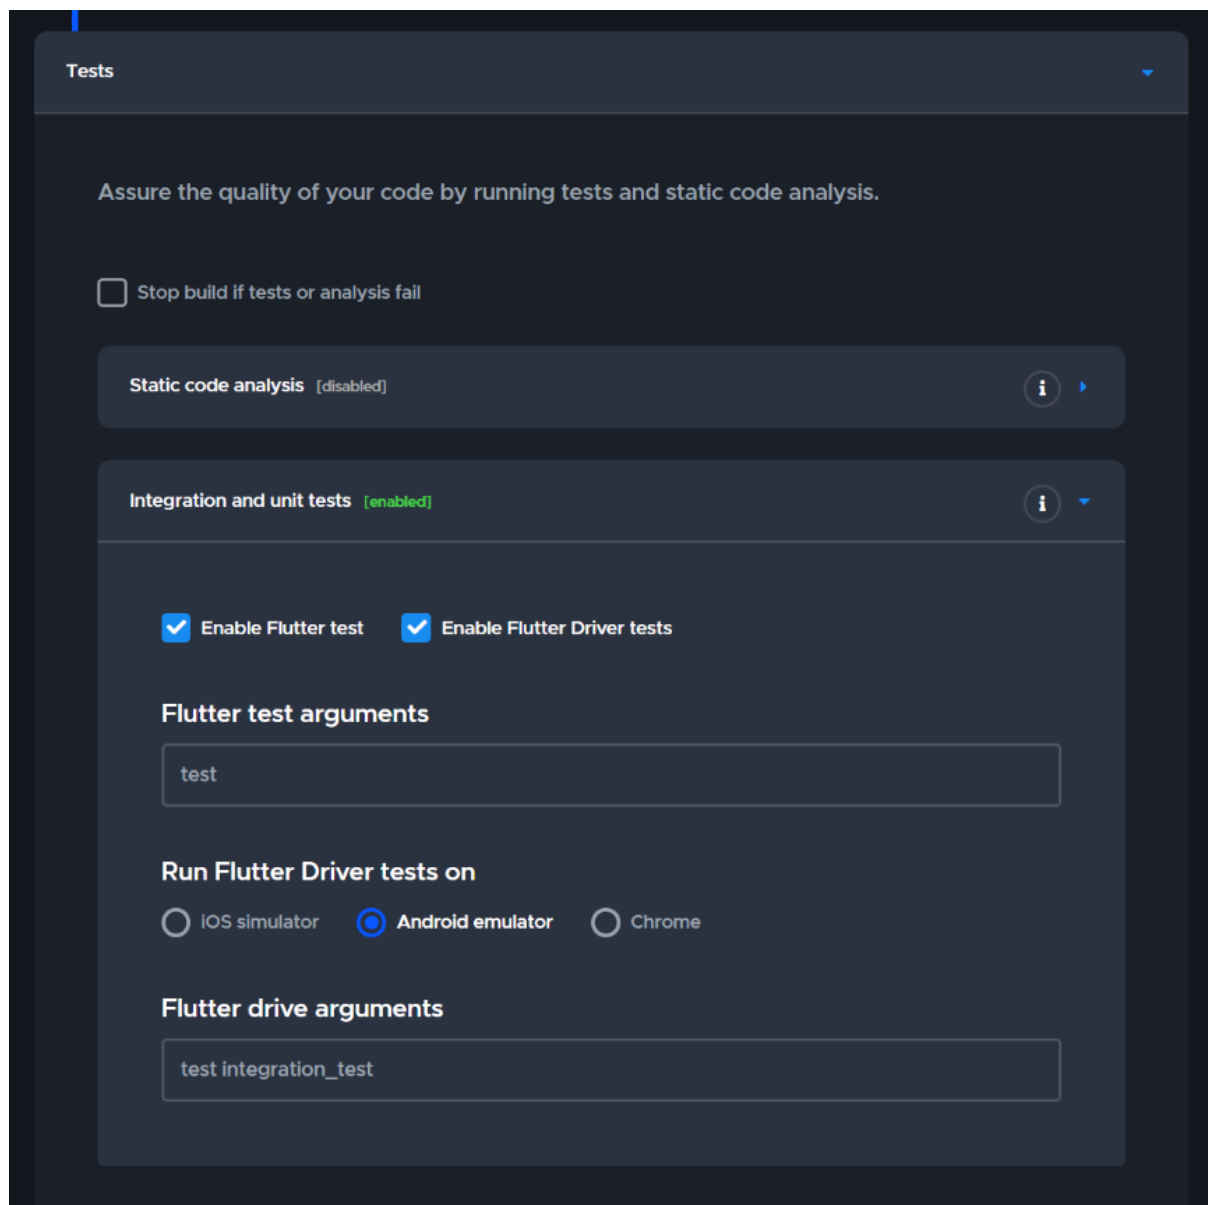 Tests
Assure the quality of your code by running tests and static code analysis.
Stop build if tests or analysis fail
Static code analysis [disabled]
Integration and unit tests [enabled]
Enable Flutter test Enable Flutter Driver tests
Flutter test arguments
test
Run Flutter Driver tests on
iOS simulator Android emulator Chrome
Flutter drive arguments
test integration_test